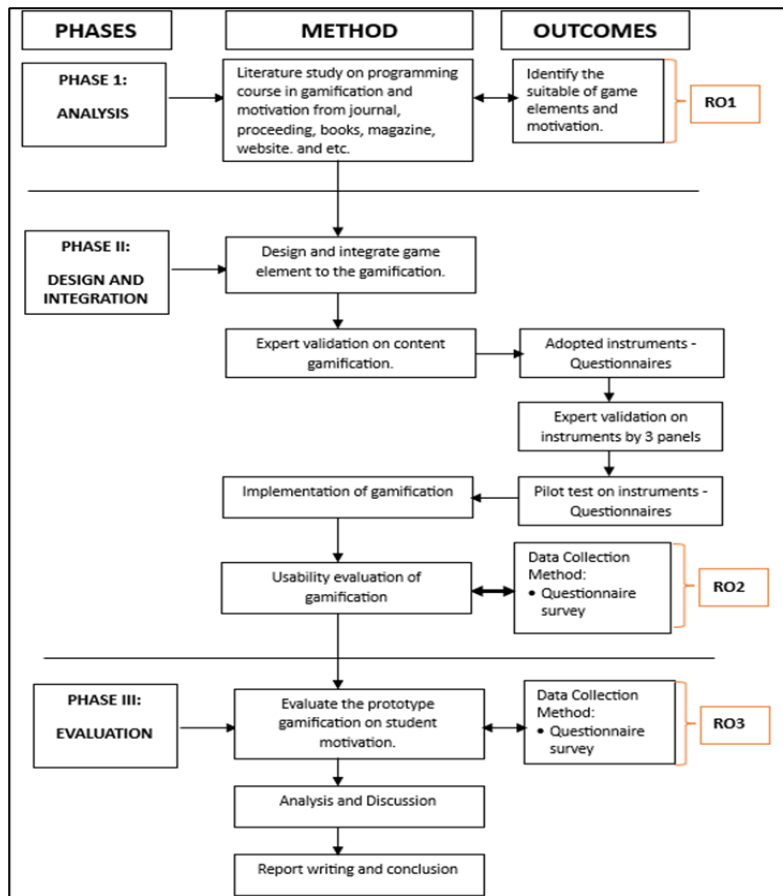 PHASES
METHOD
OUTCOMES
PHASE 1:
ANALYSIS
Literature study on programming
course in gamification and
motivation from journal,
proceeding, books, magazine,
website. and etc.
Identify the
suitable of game
elements and
motivation.
RO1
PHASE II:
DESIGN AND
INTEGRATION
Design and integrate game
element to the gamification.
Expert validation on content
gamification.
Adopted instruments -
Questionnaires
Expert validation on
instruments by 3 panels
Implementation of gamification
Pilot test on instruments -
Questionnaires
Usability evaluation of
gamification
Data Collection
Method:
• Questionnaire
survey
RO2
PHASE III:
EVALUATION
Evaluate the prototype
gamification on student
motivation.
Data Collection
Method:
• Questionnaire
survey
RO3
Analysis and Discussion
Report writing and conclusion